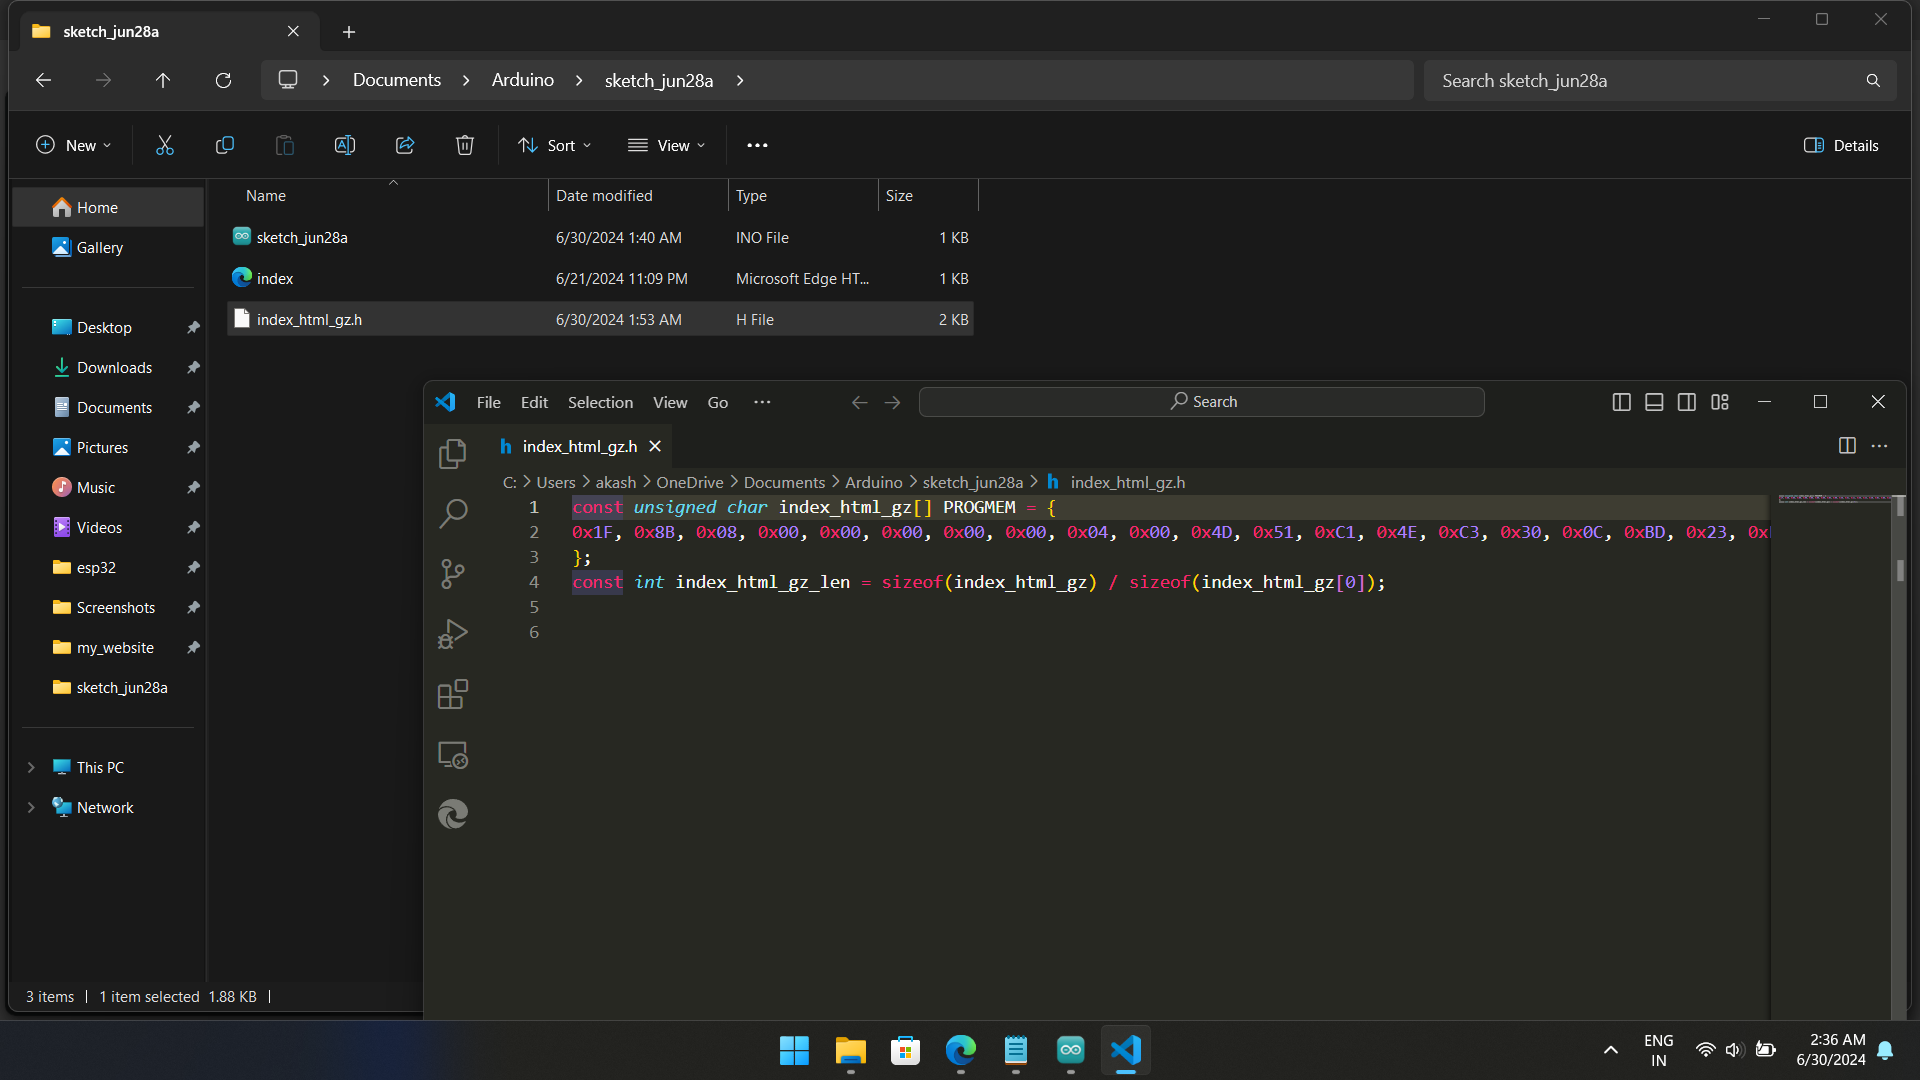 sketch_jun28a
Documents > Arduino > sketch_jun28a >
Search sketch_jun28a
New
Sort
View
Details
Name
Date modified
Type
Size
sketch_jun28a 6/30/2024 1:40 AM INO File 1 KB
index 6/21/2024 11:09 PM Microsoft Edge HT... 1 KB
index_html_gz.h 6/30/2024 1:53 AM H File 2 KB
Home
Gallery
Desktop
Downloads
Documents
Pictures
Music
Videos
esp32
Screenshots
my_website
sketch_jun28a
This PC
Network
3 items | 1 item selected 1.88 KB |
File Edit Selection View Go ···
Search
index_html_gz.h
C: > Users > akash > OneDrive > Documents > Arduino > sketch_jun28a > h index_html_gz.h
1 const unsigned char index_html_gz[] PROGMEM = {
2 0x1F, 0x8B, 0x08, 0x00, 0x00, 0x00, 0x00, 0x00, 0x04, 0x00, 0x4D, 0x51, 0xC1, 0x4E, 0xC3, 0x30, 0x0C, 0xBD, 0x23,
3 };
4 const int index_html_gz_len = sizeof(index_html_gz) / sizeof(index_html_gz[0]);
5
6
ENG
IN
2:36 AM
6/30/2024